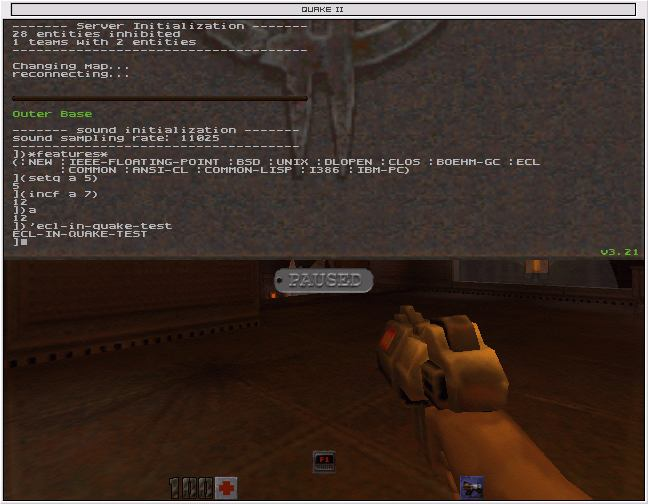 QUAKE II
------- Server Initialization -------
28 entities inhibited
1 teams with 2 entities
-----------------------------------
Changing map...
reconnecting...
Outer Base
------- sound initialization -------
sound sampling rate: 11025
-----------------------------------
])*features*
(:NEW :IEEE-FLOATING-POINT :BSD :UNIX :DLOPEN :CLOS :BOEHM-GC :ECL
:COMMON :ANSI-CL :COMMON-LISP :I386 :IBM-PC)
](setq a 5)
5
](incf a 7)
12
])a
12
])'ecl-in-quake-test
ECL-IN-QUAKE-TEST
]
v3.21
PAUSED
F1
100